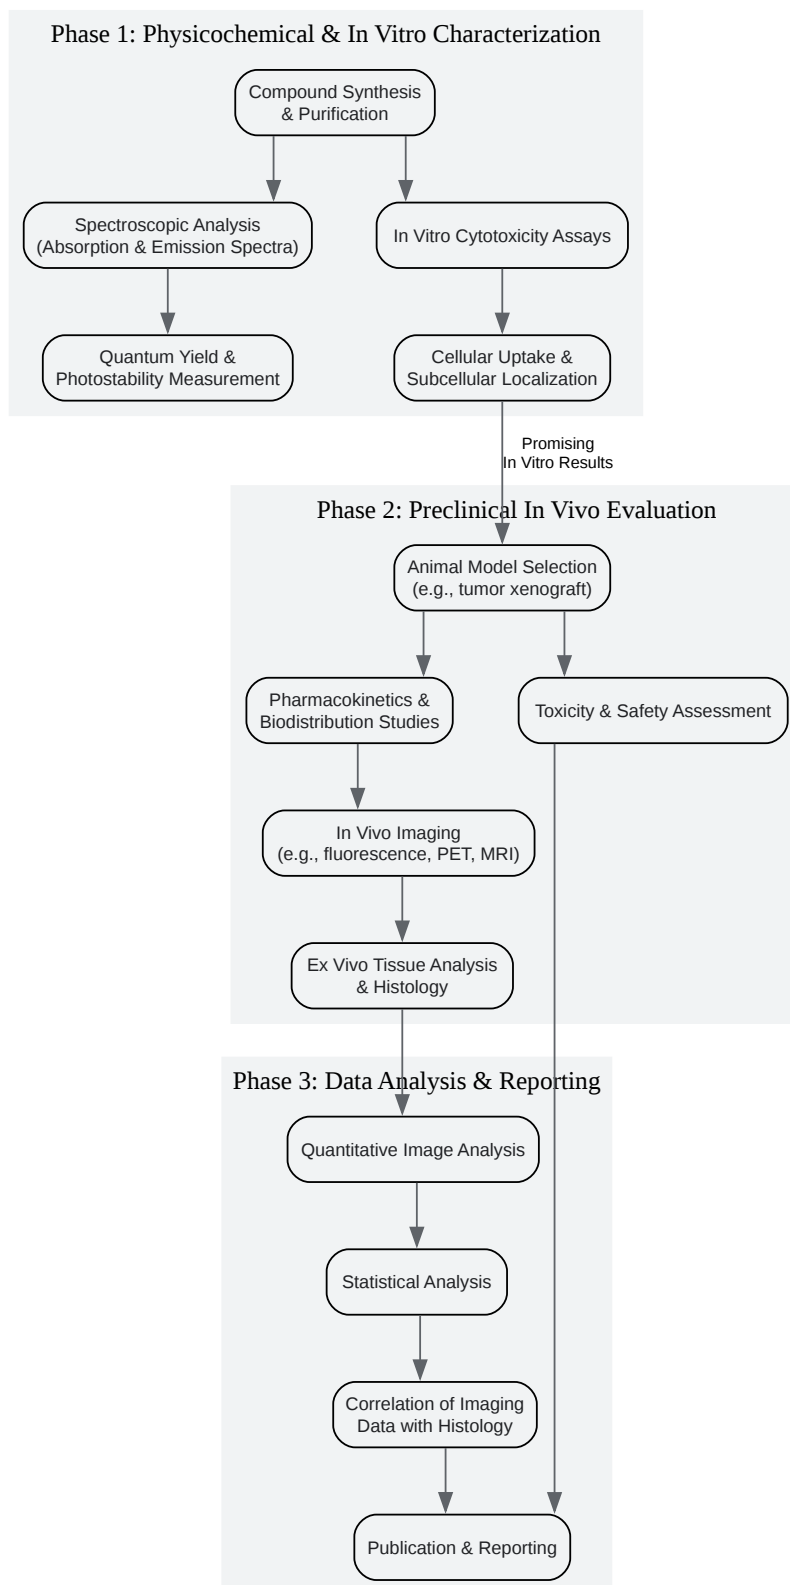 Phase 1: Physicochemical & In Vitro Characterization
Compound Synthesis
& Purification
Spectroscopic Analysis
(Absorption & Emission Spectra)
In Vitro Cytotoxicity Assays
Quantum Yield &
Photostability Measurement
Cellular Uptake &
Subcellular Localization
Promising
In Vitro Results
Phase 2: Preclinical In Vivo Evaluation
Animal Model Selection
(e.g., tumor xenograft)
Pharmacokinetics &
Biodistribution Studies
Toxicity & Safety Assessment
In Vivo Imaging
(e.g., fluorescence, PET, MRI)
Ex Vivo Tissue Analysis
& Histology
Phase 3: Data Analysis & Reporting
Quantitative Image Analysis
Statistical Analysis
Correlation of Imaging
Data with Histology
Publication & Reporting